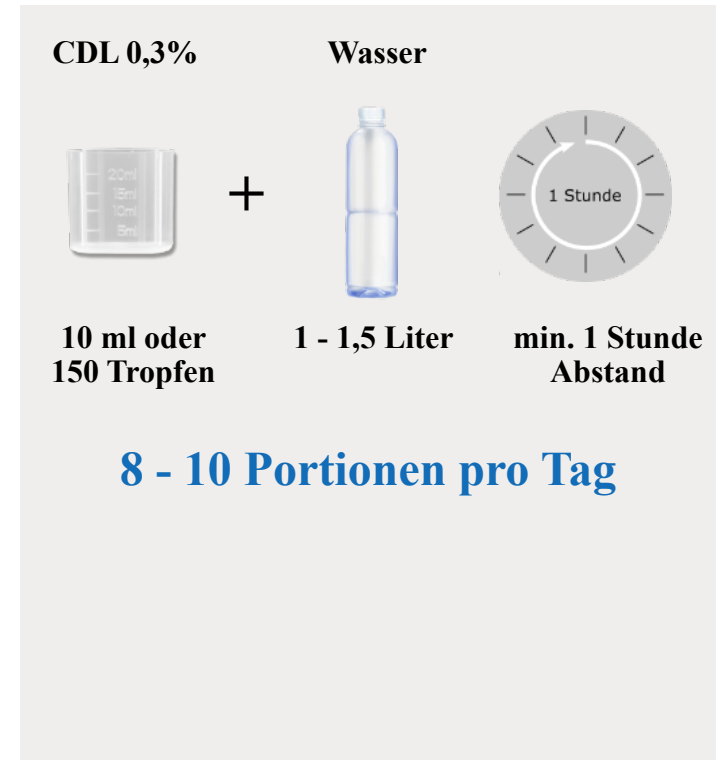 CDL 0,3%
Wasser
20ml
15ml
10ml
5ml
+
1 Stunde
10 ml oder
150 Tropfen
1 - 1,5 Liter
min. 1 Stunde
Abstand
8 - 10 Portionen pro Tag